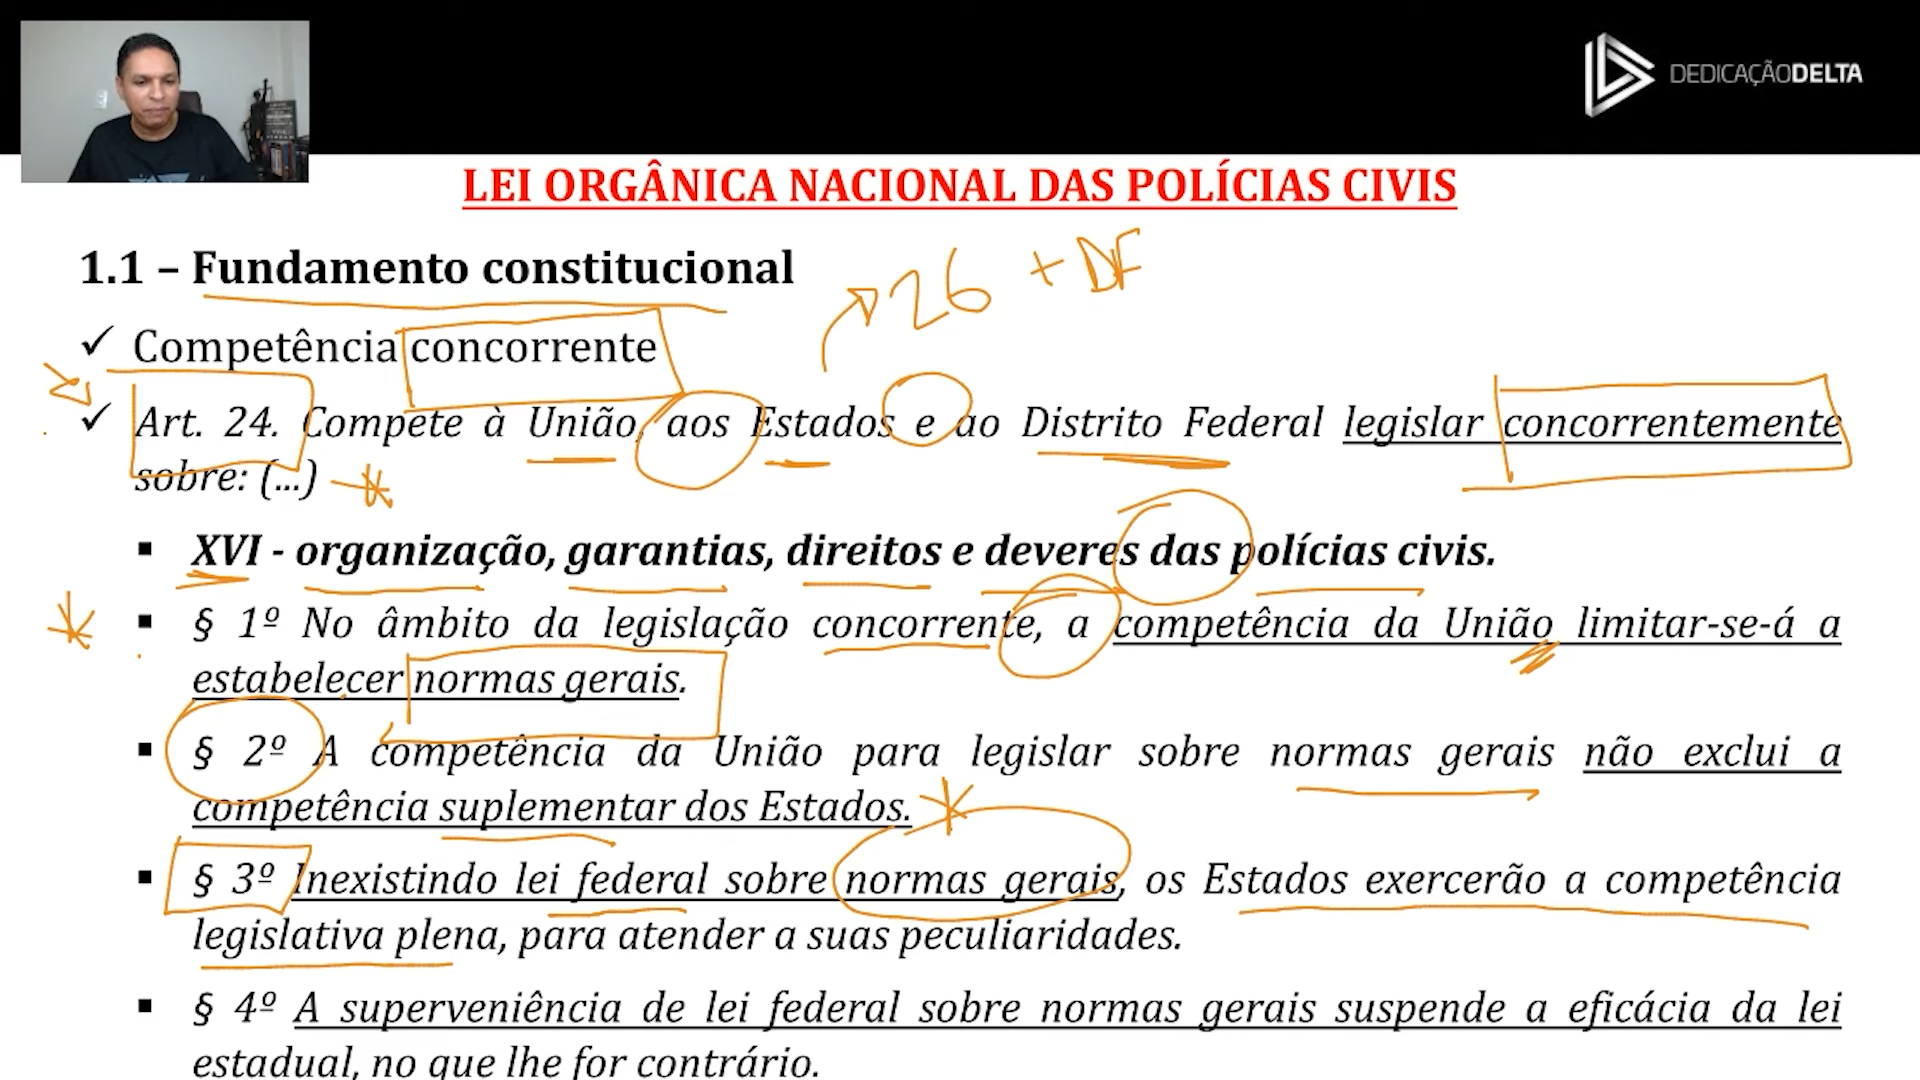 DEDICAÇÃODELTA
LEI ORGÂNICA NACIONAL DAS POLÍCIAS CIVIS
1.1 – Fundamento constitucional
26 + DF
✓ Competência concorrente
✓ Art. 24. Compete à União, aos Estados e ao Distrito Federal legislar concorrentemente
sobre: (...)
▪ XVI - organização, garantias, direitos e deveres das polícias civis.
▪ § 1º No âmbito da legislação concorrente, a competência da União limitar-se-á a
estabelecer normas gerais.
▪ § 2º A competência da União para legislar sobre normas gerais não exclui a
competência suplementar dos Estados.
▪ § 3º Inexistindo lei federal sobre normas gerais, os Estados exercerão a competência
legislativa plena, para atender a suas peculiaridades.
▪ § 4º A superveniência de lei federal sobre normas gerais suspende a eficácia da lei
estadual, no que lhe for contrário.